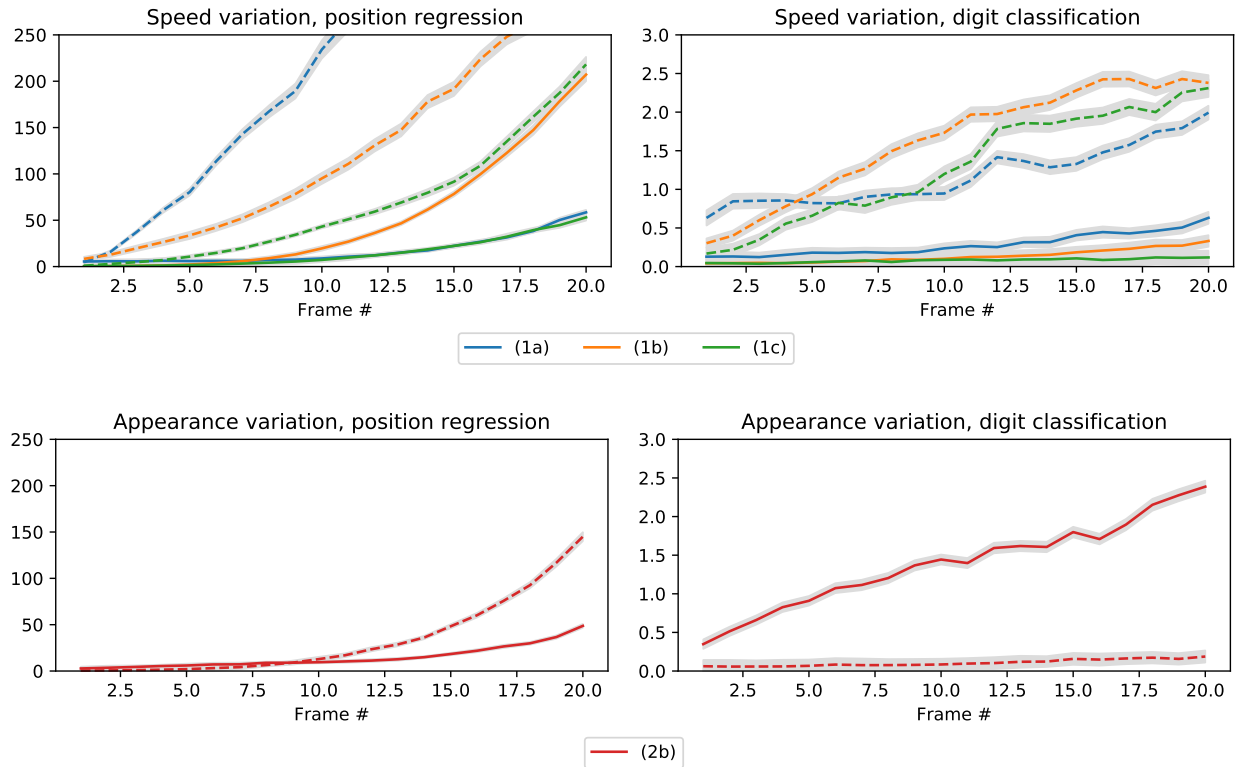 Speed variation, position regression
250
200
150
100
50
0
2.5 5.0 7.5 10.0 12.5 15.0 17.5 20.0
Frame #
Speed variation, digit classification
3.0
2.5
2.0
1.5
1.0
0.5
0.0
2.5 5.0 7.5 10.0 12.5 15.0 17.5 20.0
Frame #
(1a) (1b) (1c)
Appearance variation, position regression
250
200
150
100
50
0
2.5 5.0 7.5 10.0 12.5 15.0 17.5 20.0
Frame #
Appearance variation, digit classification
3.0
2.5
2.0
1.5
1.0
0.5
0.0
2.5 5.0 7.5 10.0 12.5 15.0 17.5 20.0
Frame #
(2b)